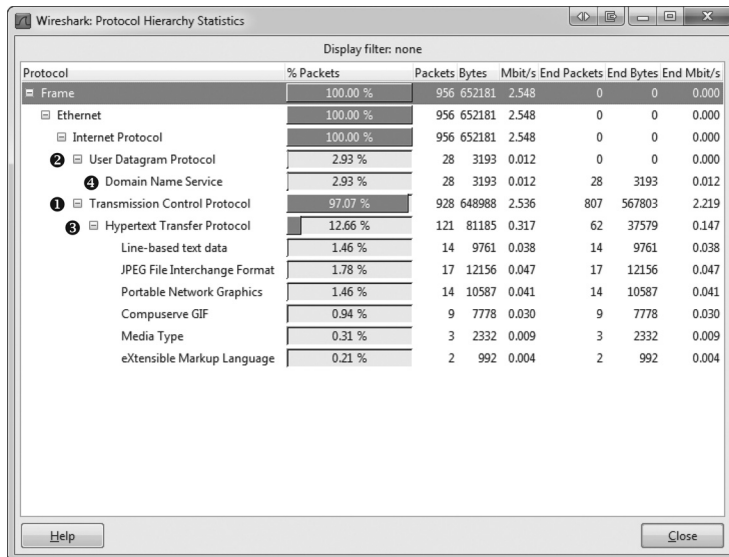 Wireshark: Protocol Hierarchy Statistics
Display filter: none
Protocol % Packets Packets Bytes Mbit/s End Packets End Bytes End Mbit/s
Frame 100.00 % 956 652181 2.548 0 0 0.000
Ethernet 100.00 % 956 652181 2.548 0 0 0.000
Internet Protocol 100.00 % 956 652181 2.548 0 0 0.000
❷ User Datagram Protocol 2.93 % 28 3193 0.012 0 0 0.000
❹ Domain Name Service 2.93 % 28 3193 0.012 28 3193 0.012
❶ Transmission Control Protocol 97.07 % 928 648988 2.536 807 567803 2.219
❸ Hypertext Transfer Protocol 12.66 % 121 81185 0.317 62 37579 0.147
Line-based text data 1.46 % 14 9761 0.038 14 9761 0.038
JPEG File Interchange Format 1.78 % 17 12156 0.047 17 12156 0.047
Portable Network Graphics 1.46 % 14 10587 0.041 14 10587 0.041
Compuserve GIF 0.94 % 9 7778 0.030 9 7778 0.030
Media Type 0.31 % 3 2332 0.009 3 2332 0.009
eXtensible Markup Language 0.21 % 2 992 0.004 2 992 0.004
Help Close